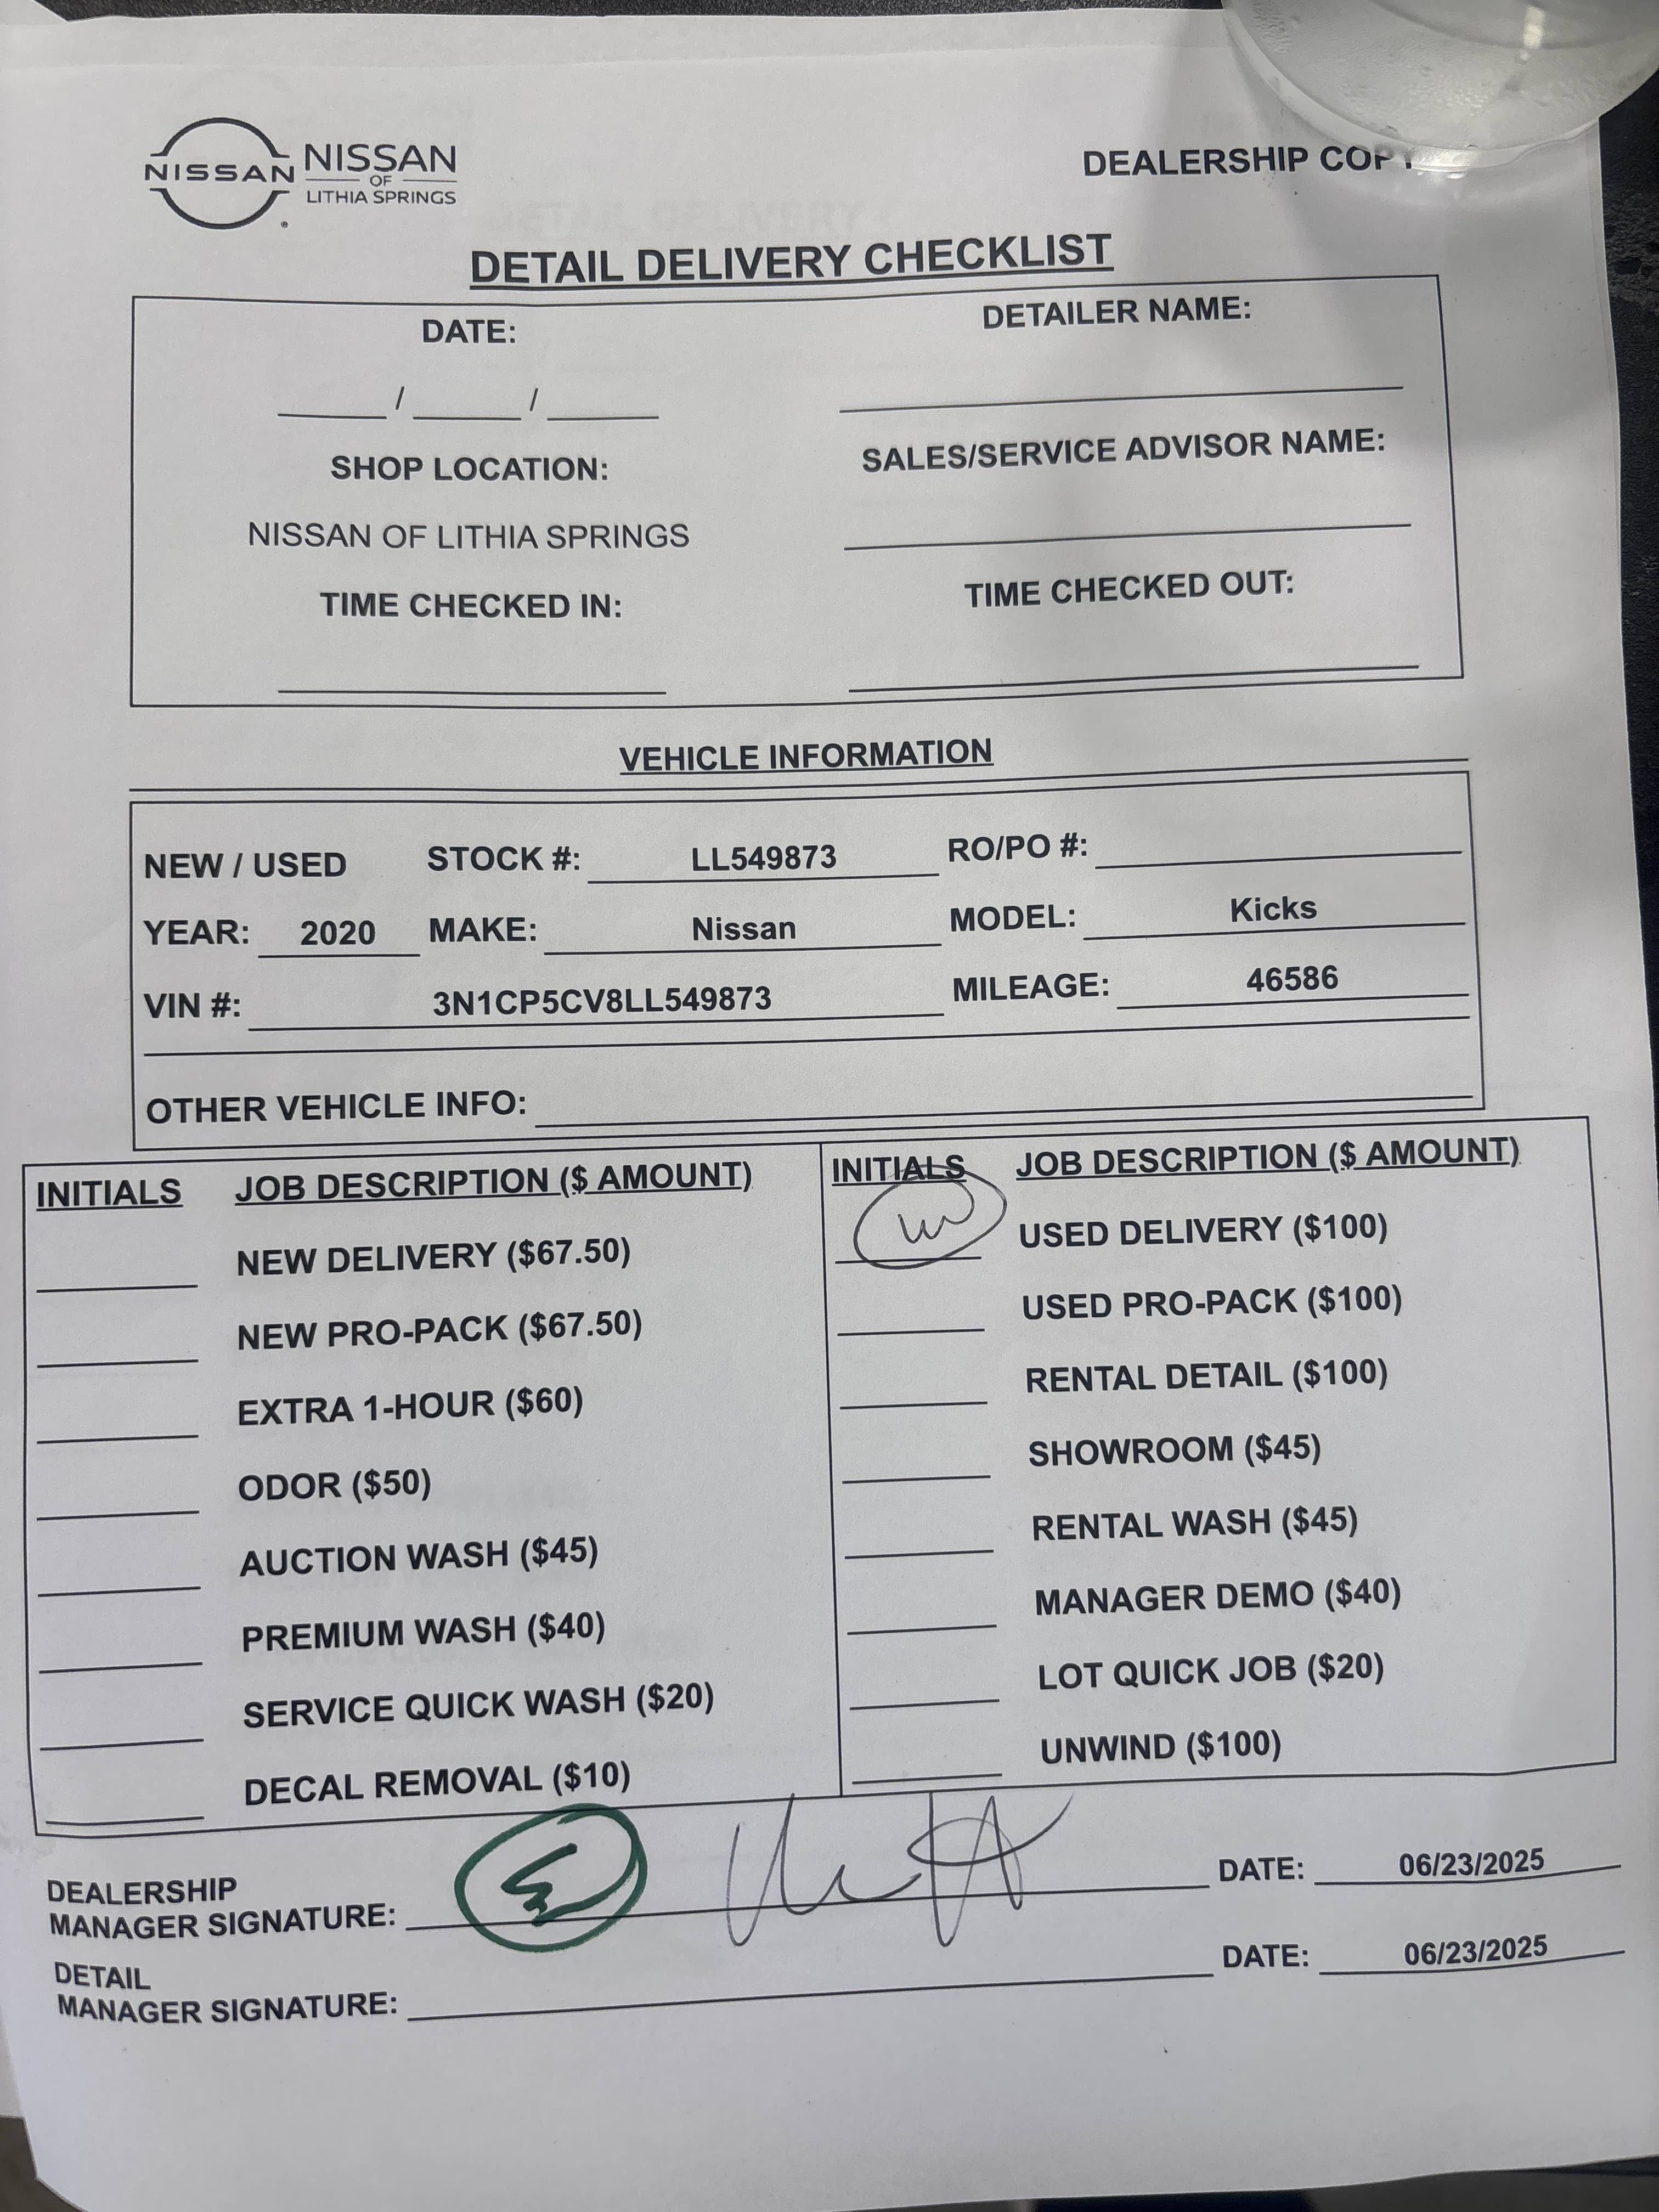 NISSAN
NISSAN
OF
LITHIA SPRINGS
DEALERSHIP COPY
DETAIL DELIVERY CHECKLIST
DATE:
DETAILER NAME:
____ / ____ / ____
SHOP LOCATION:
SALES/SERVICE ADVISOR NAME:
NISSAN OF LITHIA SPRINGS
TIME CHECKED IN:
TIME CHECKED OUT:
VEHICLE INFORMATION
NEW / USED STOCK #: LL549873 RO/PO #:
YEAR: 2020 MAKE: Nissan MODEL: Kicks
VIN #: 3N1CP5CV8LL549873 MILEAGE: 46586
OTHER VEHICLE INFO:
INITIALS JOB DESCRIPTION ($ AMOUNT)
NEW DELIVERY ($67.50)
NEW PRO-PACK ($67.50)
EXTRA 1-HOUR ($60)
ODOR ($50)
AUCTION WASH ($45)
PREMIUM WASH ($40)
SERVICE QUICK WASH ($20)
DECAL REMOVAL ($10)
INITIALS JOB DESCRIPTION ($ AMOUNT)
USED DELIVERY ($100)
USED PRO-PACK ($100)
RENTAL DETAIL ($100)
SHOWROOM ($45)
RENTAL WASH ($45)
MANAGER DEMO ($40)
LOT QUICK JOB ($20)
UNWIND ($100)
DEALERSHIP
MANAGER SIGNATURE: DATE: 06/23/2025
DETAIL
MANAGER SIGNATURE: DATE: 06/23/2025